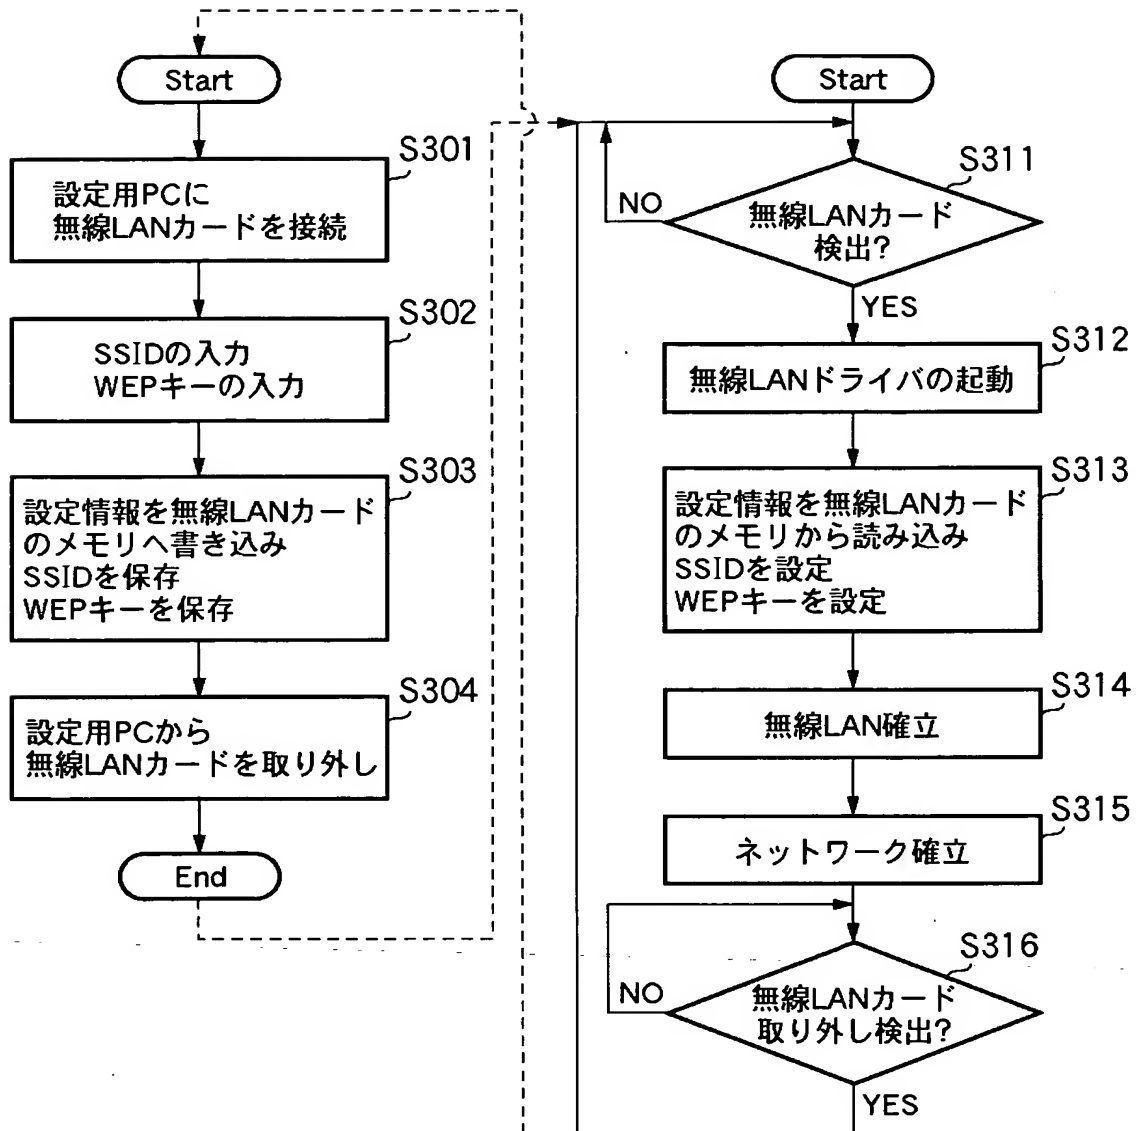 Start
S301
設定用PCに
無線LANカードを接続
S302
SSIDの入力
WEPキーの入力
S303
設定情報を無線LANカード
のメモリへ書き込み
SSIDを保存
WEPキーを保存
S304
設定用PCから
無線LANカードを取り外し
End
Start
S311
無線LANカード
検出?
NO
YES
S312
無線LANドライバの起動
S313
設定情報を無線LANカード
のメモリから読み込み
SSIDを設定
WEPキーを設定
S314
無線LAN確立
S315
ネットワーク確立
S316
無線LANカード
取り外し検出?
NO
YES